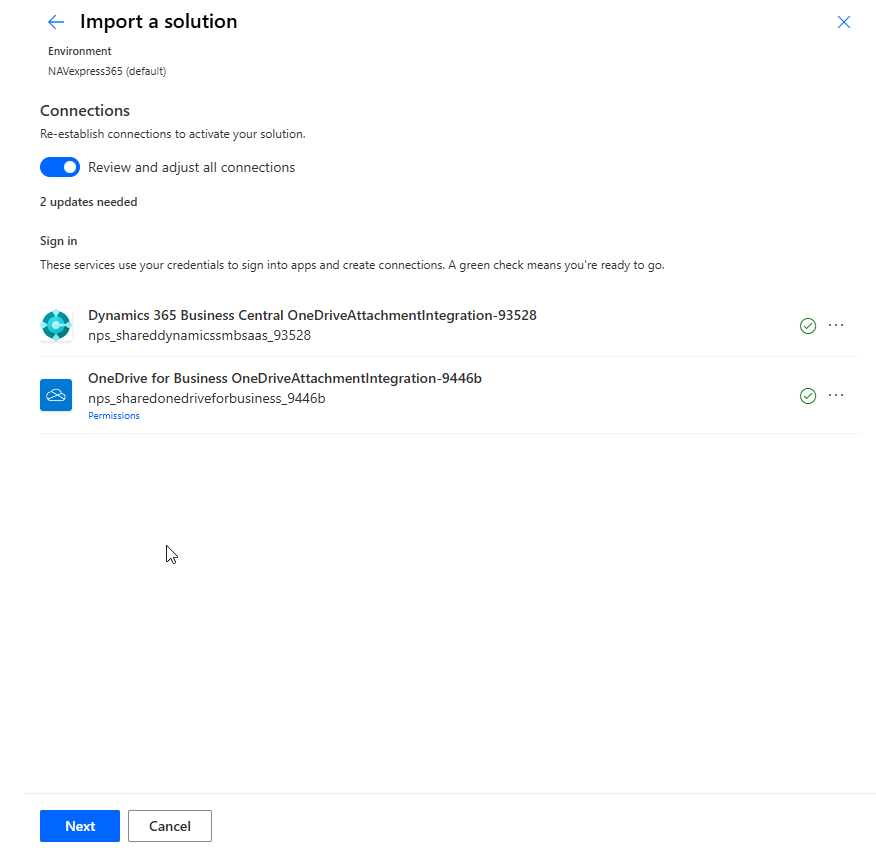 Import a solution
Environment
NAVexpress365 (default)
Connections
Re-establish connections to activate your solution.
Review and adjust all connections
2 updates needed
Sign in
These services use your credentials to sign into apps and create connections. A green check means you're ready to go.
Dynamics 365 Business Central OneDriveAttachmentIntegration-93528
nps_shareddynamicssmbsaas_93528
OneDrive for Business OneDriveAttachmentIntegration-9446b
nps_sharedonedriveforbusiness_9446b
Permissions
Next
Cancel